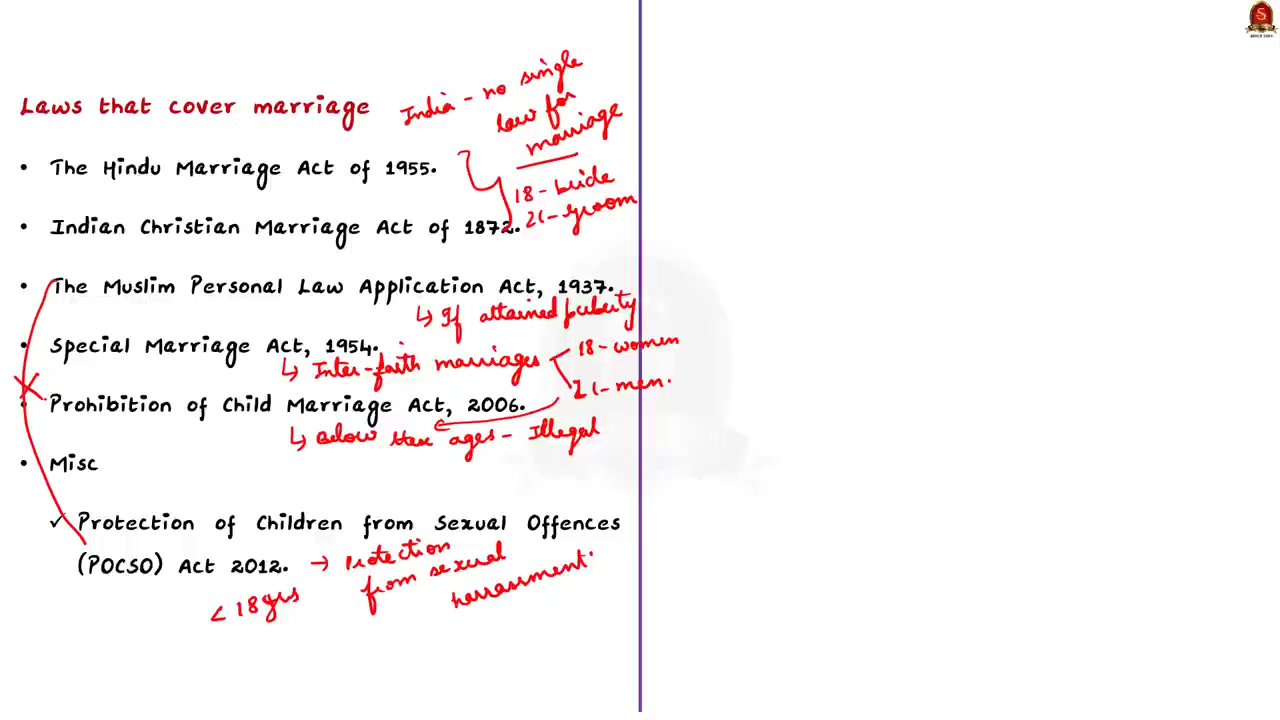 Laws that cover marriage
India - no single
law for
marriage
• The Hindu Marriage Act of 1955.
18 - bride
21 - groom
• Indian Christian Marriage Act of 1872.
• The Muslim Personal Law Application Act, 1937.
↳ If attained puberty
• Special Marriage Act, 1954.
↳ Inter-faith marriages
18 - women
21 - men.
• Prohibition of Child Marriage Act, 2006.
↳ Below these ages - Illegal
• Misc
✓ Protection of Children from Sexual Offences
(POCSO) Act 2012.
→ Protection
from sexual
harrassment.
< 18 yrs
S